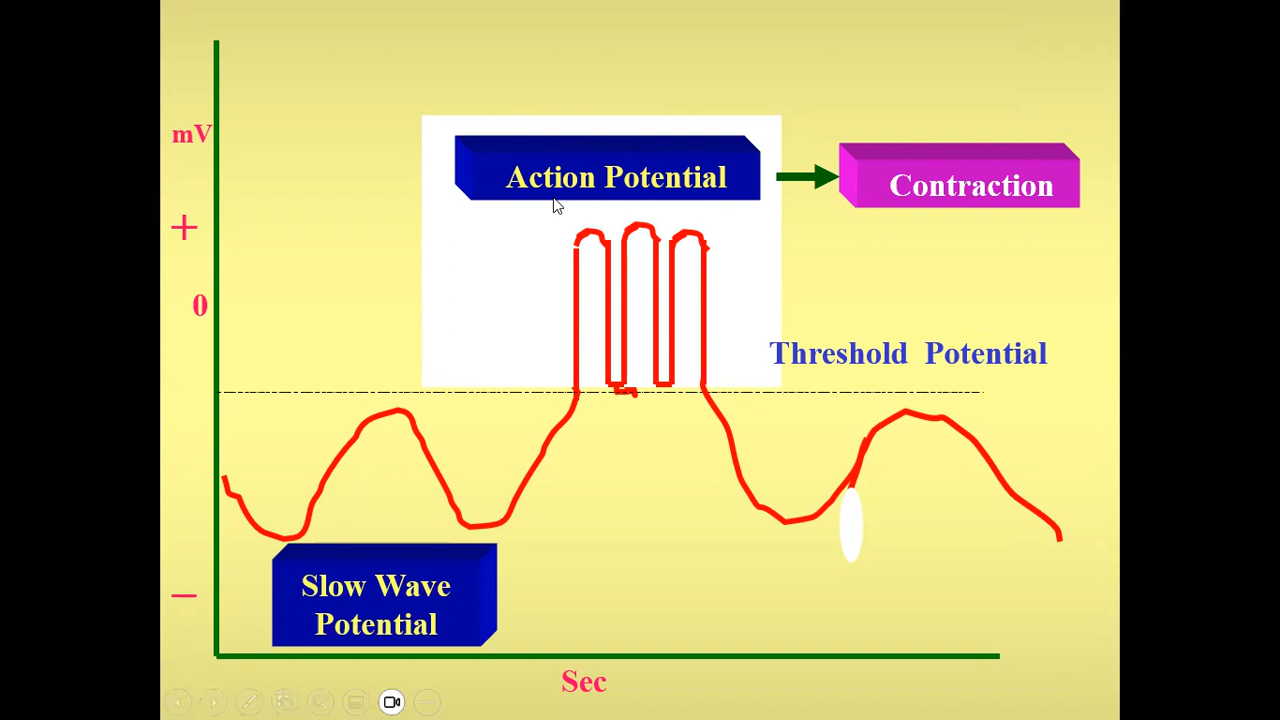 mV
+
0
Action Potential
Contraction
Threshold Potential
Slow Wave
Potential
–
Sec